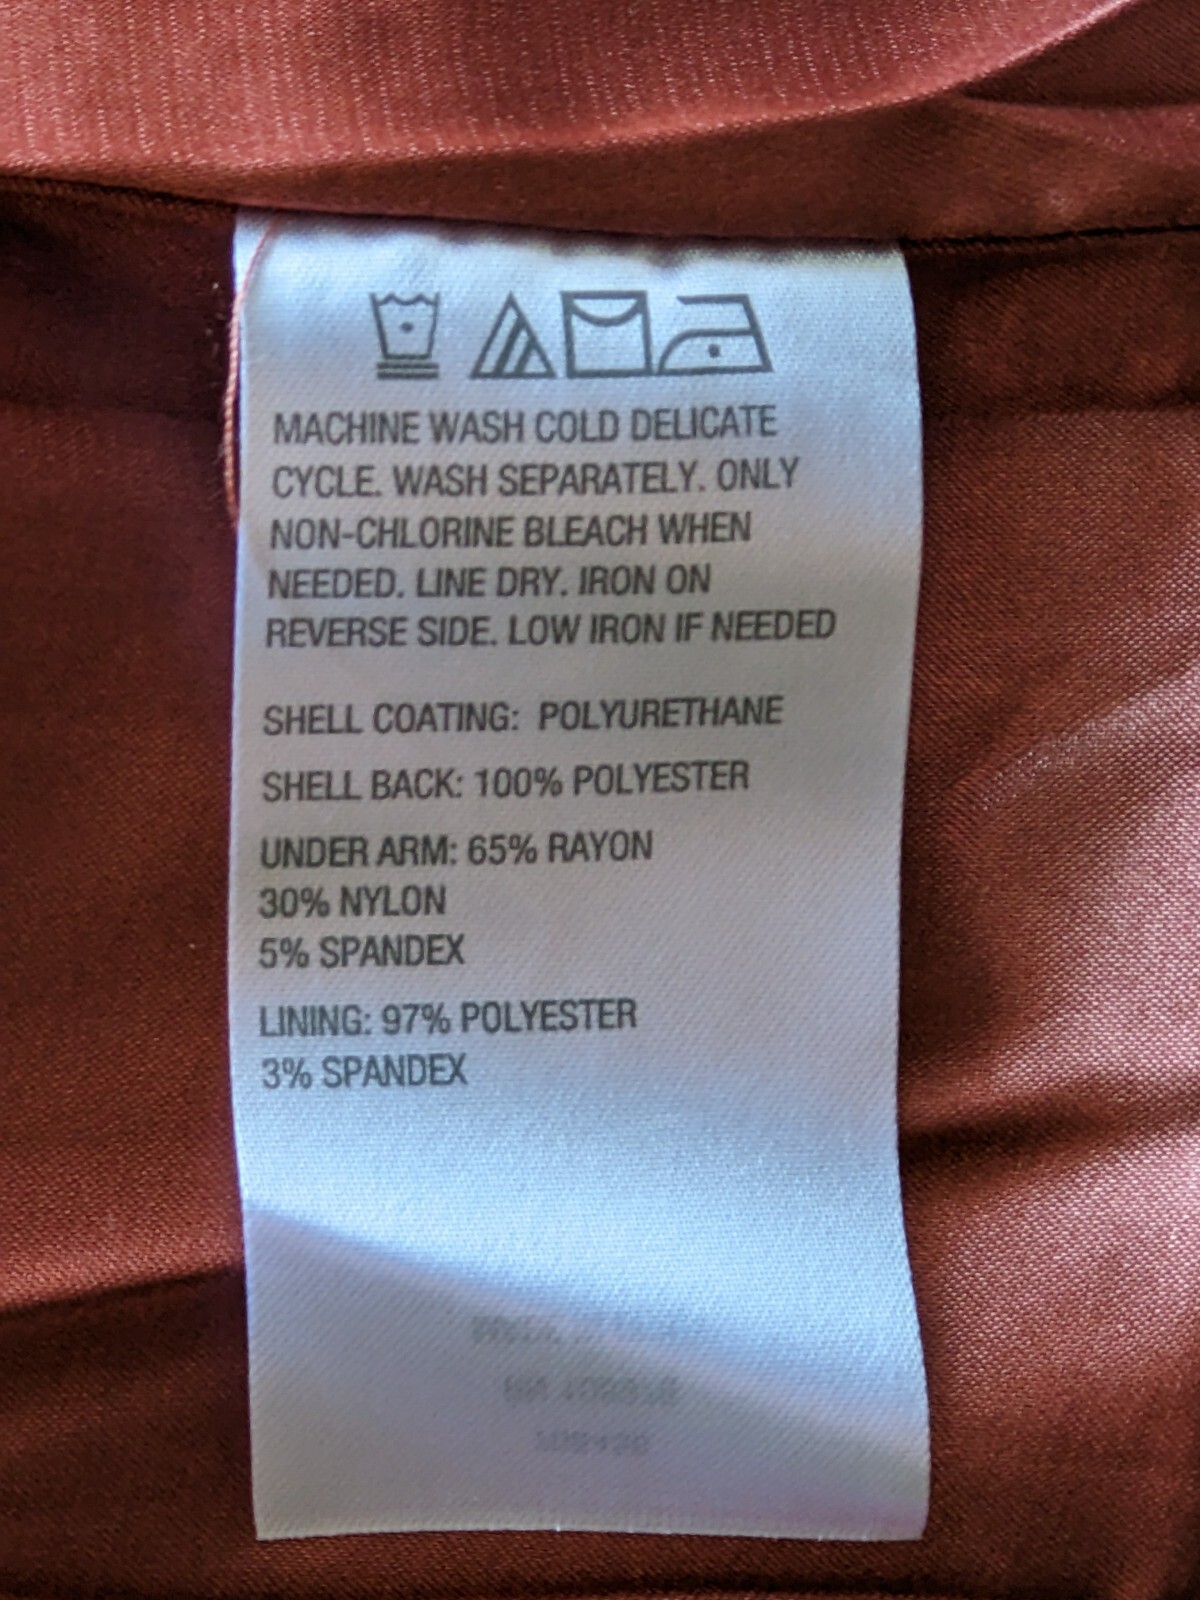 MACHINE WASH COLD DELICATE
CYCLE. WASH SEPARATELY. ONLY
NON-CHLORINE BLEACH WHEN
NEEDED. LINE DRY. IRON ON
REVERSE SIDE. LOW IRON IF NEEDED
SHELL COATING: POLYURETHANE
SHELL BACK: 100% POLYESTER
UNDER ARM: 65% RAYON
30% NYLON
5% SPANDEX
LINING: 97% POLYESTER
3% SPANDEX